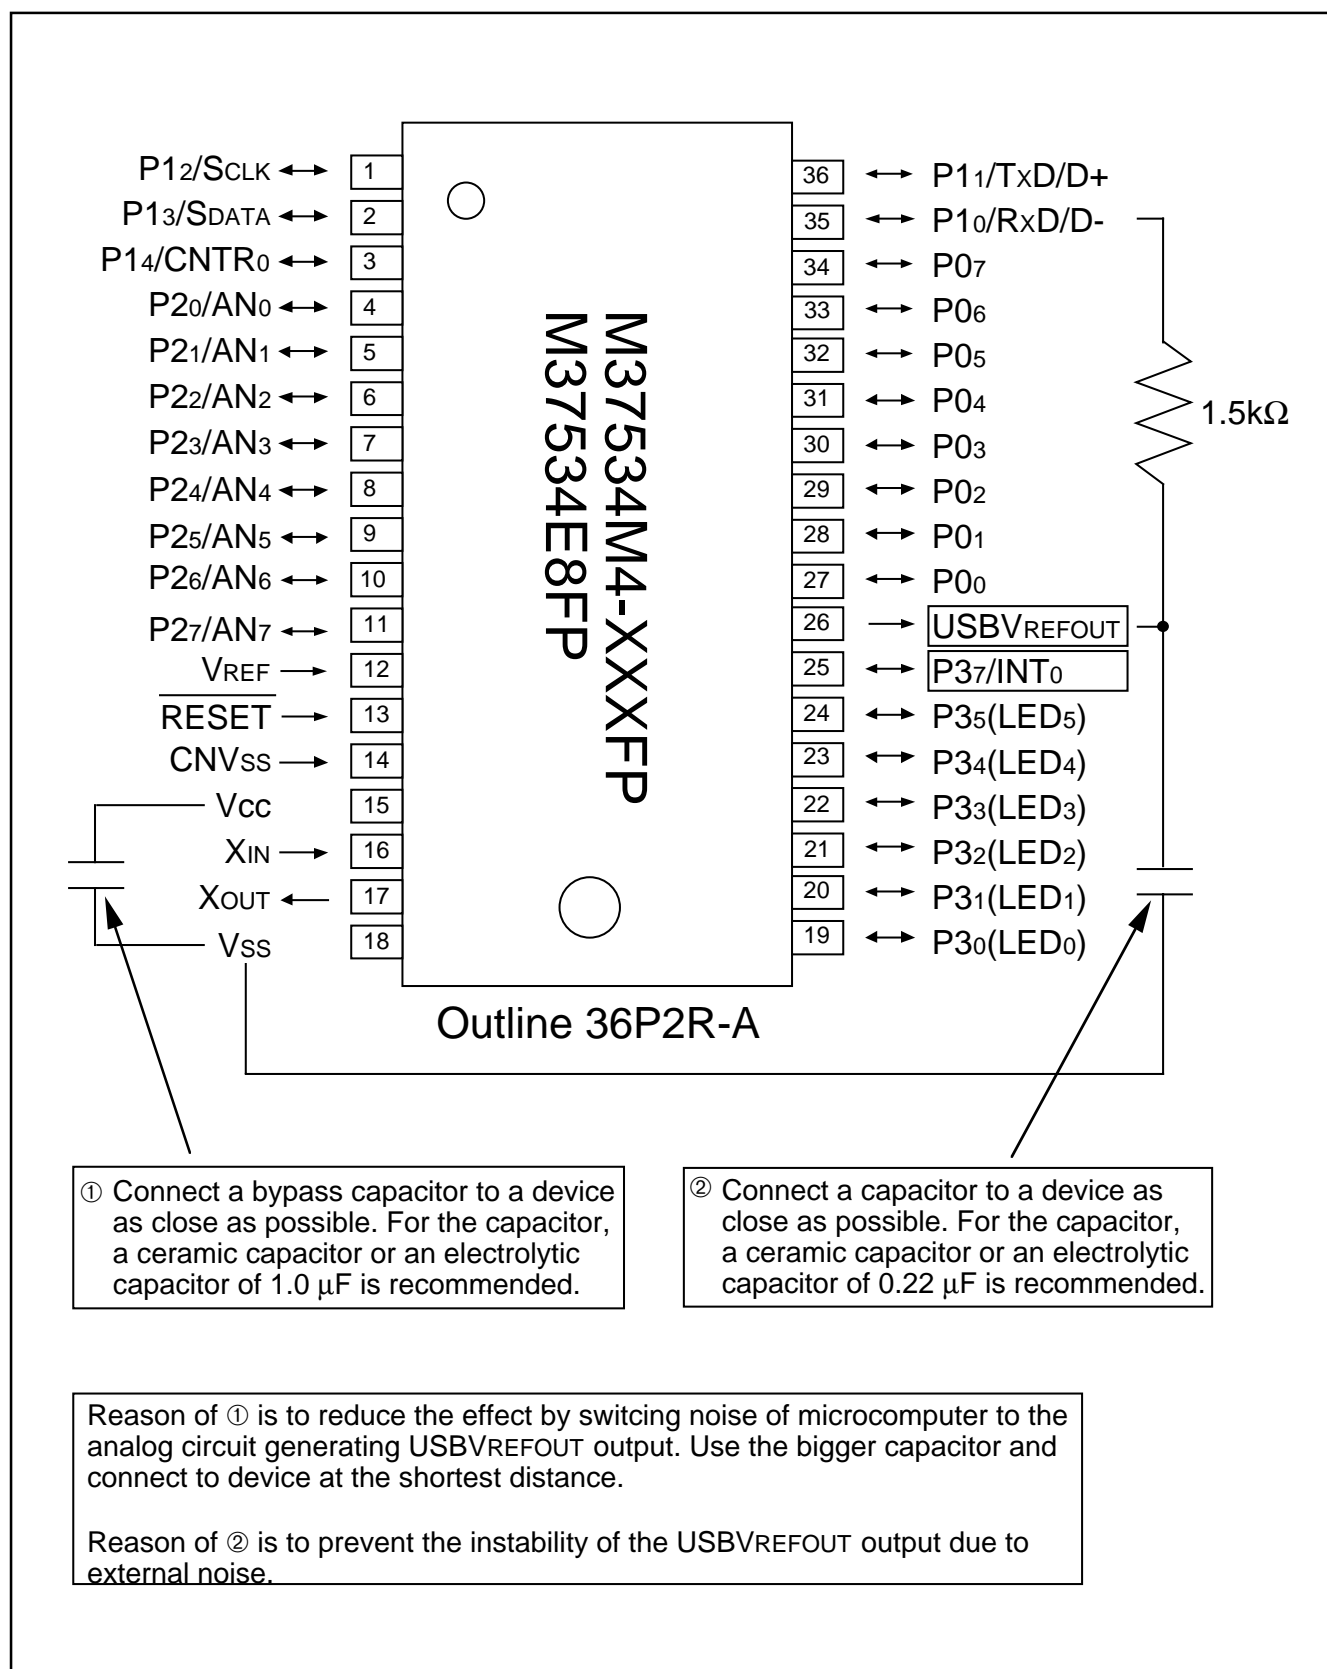 P12/SCLK 1
P13/SDATA 2
P14/CNTR0 3
P20/AN0 4
P21/AN1 5
P22/AN2 6
P23/AN3 7
P24/AN4 8
P25/AN5 9
P26/AN6 10
P27/AN7 11
VREF 12
RESET 13
CNVSS 14
Vcc 15
XIN 16
XOUT 17
VSS 18
M37534M4-XXXFP
M37534E8FP
36 P11/TXD/D+
35 P10/RXD/D-
34 P07
33 P06
32 P05
31 P04
30 P03
29 P02
28 P01
27 P00
26 USBVREFOUT
25 P37/INT0
24 P35(LED5)
23 P34(LED4)
22 P33(LED3)
21 P32(LED2)
20 P31(LED1)
19 P30(LED0)
1.5kΩ
Outline 36P2R-A
① Connect a bypass capacitor to a device
as close as possible. For the capacitor,
a ceramic capacitor or an electrolytic
capacitor of 1.0 μF is recommended.
② Connect a capacitor to a device as
close as possible. For the capacitor,
a ceramic capacitor or an electrolytic
capacitor of 0.22 μF is recommended.
Reason of ① is to reduce the effect by switcing noise of microcomputer to the
analog circuit generating USBVREFOUT output. Use the bigger capacitor and
connect to device at the shortest distance.
Reason of ② is to prevent the instability of the USBVREFOUT output due to
external noise.